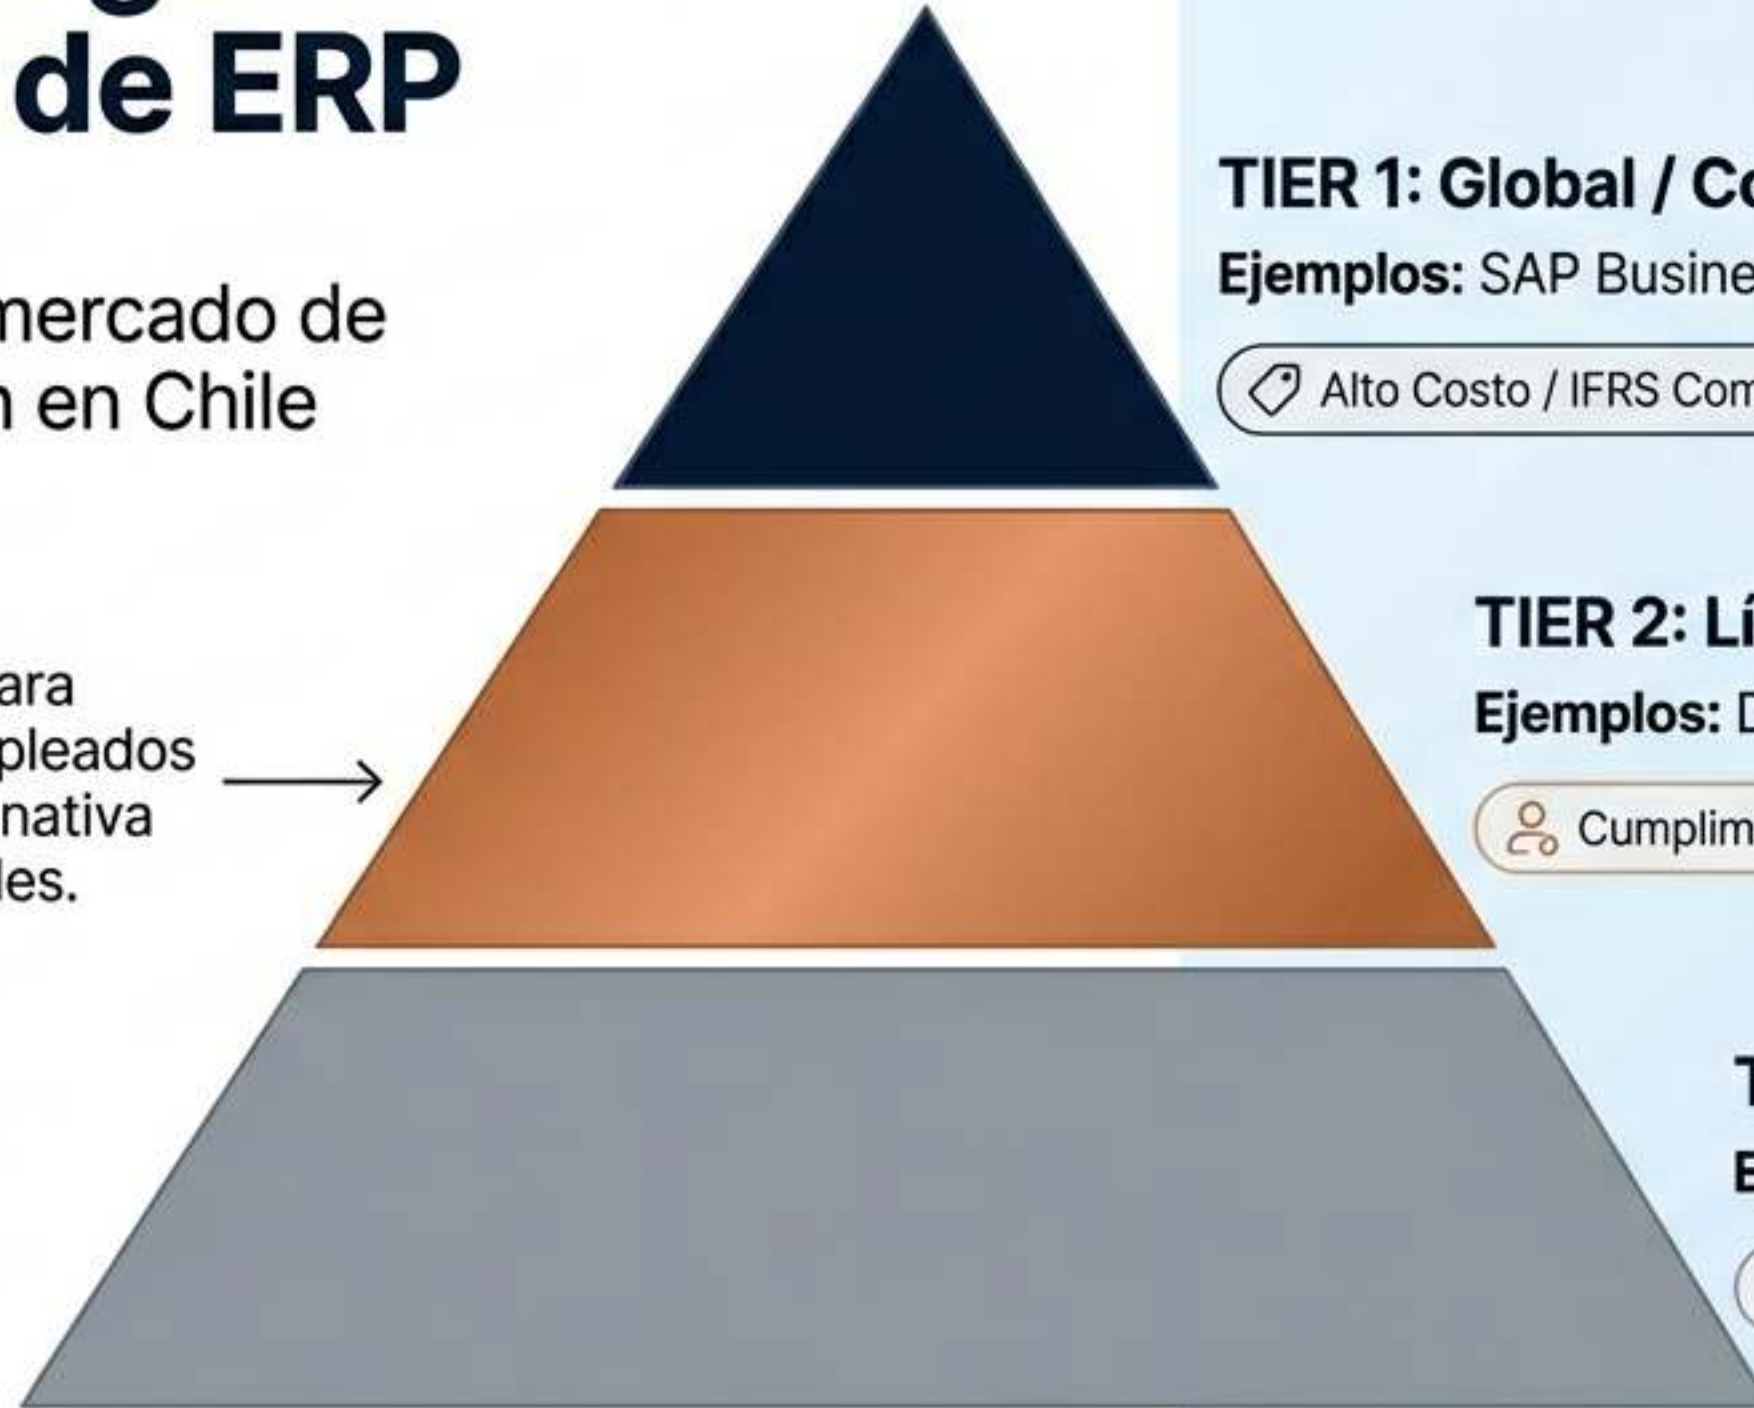 de ERP
mercado de
en Chile
TIER 1: Global / Co
Ejemplos: SAP Busine
Alto Costo / IFRS Com
TIER 2: Lí
Ejemplos: D
Cumplim
ara
pleados
nativa
les.
T
E